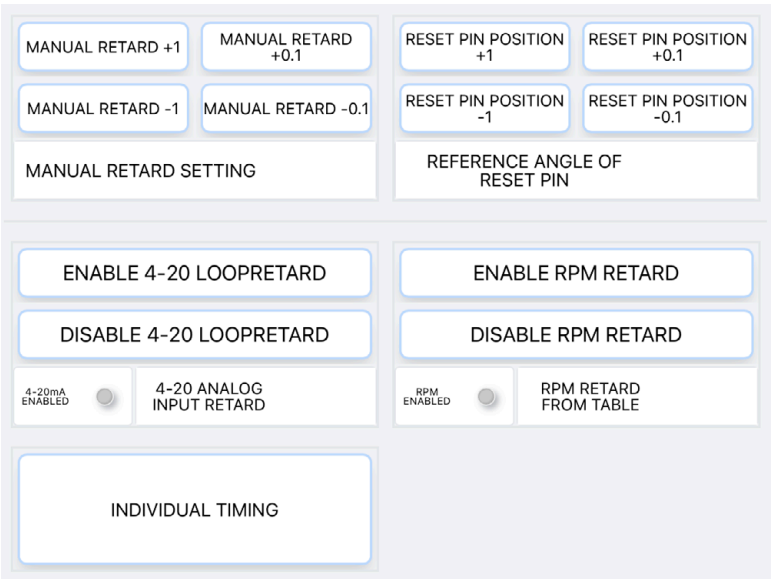 MANUAL RETARD +1
MANUAL RETARD
+0.1
RESET PIN POSITION
+1
RESET PIN POSITION
+0.1
MANUAL RETARD -1
MANUAL RETARD -0.1
RESET PIN POSITION
-1
RESET PIN POSITION
-0.1
MANUAL RETARD SETTING
REFERENCE ANGLE OF
RESET PIN
ENABLE 4-20 LOOPRETARD
ENABLE RPM RETARD
DISABLE 4-20 LOOPRETARD
DISABLE RPM RETARD
4-20mA
ENABLED
4-20 ANALOG
INPUT RETARD
RPM
ENABLED
RPM RETARD
FROM TABLE
INDIVIDUAL TIMING